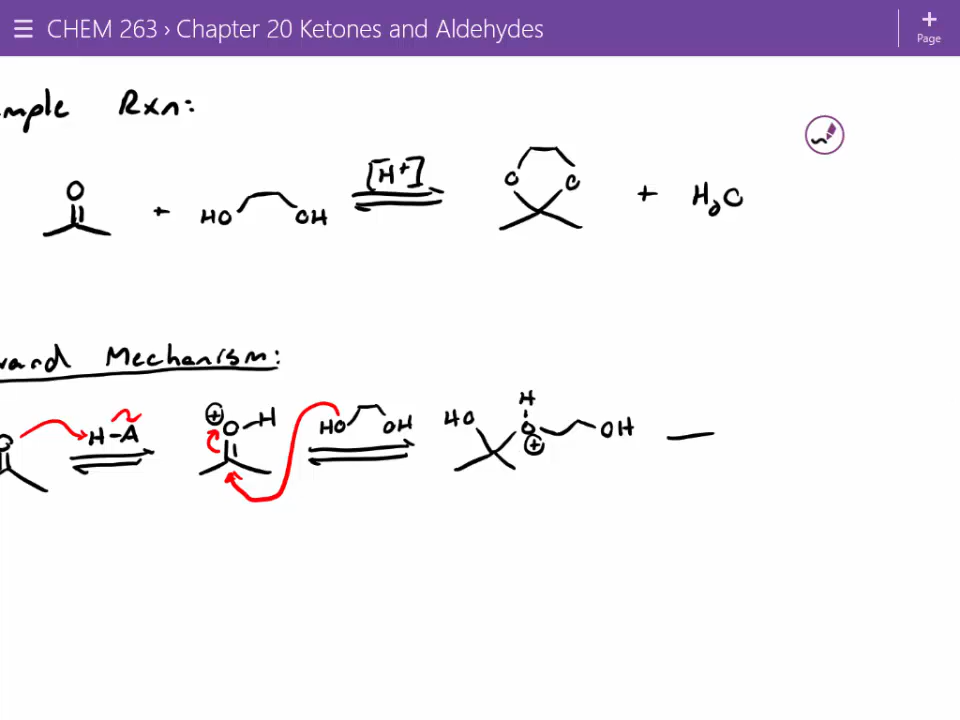 CHEM 263 › Chapter 20 Ketones and Aldehydes
+
Page
mple Rxn:
O + HO OH [H+] O O + H2O
ward Mechanism:
O H-A ⊕ O H HO OH HO H O ⊕ OH